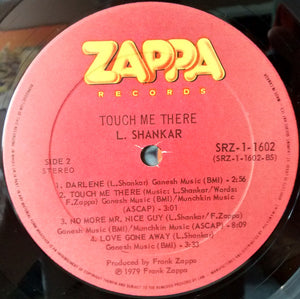 ZAPPA
RECORDS
TOUCH ME THERE
L. SHANKAR
SIDE 2
STEREO
SRZ-1-1602
(SRZ-1-1602-BS)
1. DARLENE (L.Shankar) Ganesh Music (BMI) - 2:56
2. TOUCH ME THERE (Music: L. Shankar/Words:
F.Zappa) Ganesh Music (BMI)/Munchkin Music
(ASCAP) - 3:01
3. NO MORE MR. NICE GUY (L.Shankar/F.Zappa)
Ganesh Music (BMI)/Munchkin Music (ASCAP) - 8:09
4. LOVE GONE AWAY (L.Shankar)
Ganesh Music (BMI) - 3:33
Produced by Frank Zappa
℗ 1979 Frank Zappa